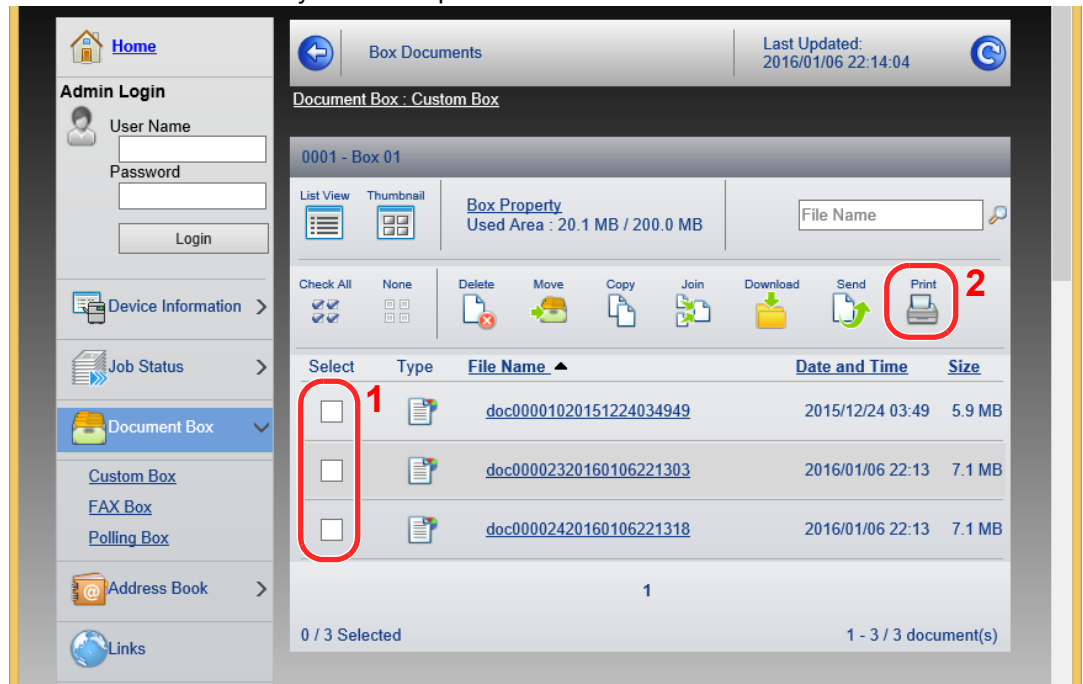 Home
Admin Login
User Name
Password
Login
Device Information
Job Status
Document Box
Custom Box
FAX Box
Polling Box
Address Book
Links
Box Documents
Last Updated:
2016/01/06 22:14:04
Document Box : Custom Box
0001 - Box 01
List View Thumbnail
Box Property
Used Area : 20.1 MB / 200.0 MB
File Name
Check All None Delete Move Copy Join Download Send Print 2
Select Type File Name Date and Time Size
1
doc00001020151224034949 2015/12/24 03:49 5.9 MB
doc00002320160106221303 2016/01/06 22:13 7.1 MB
doc00002420160106221318 2016/01/06 22:13 7.1 MB
1
0 / 3 Selected 1 - 3 / 3 document(s)